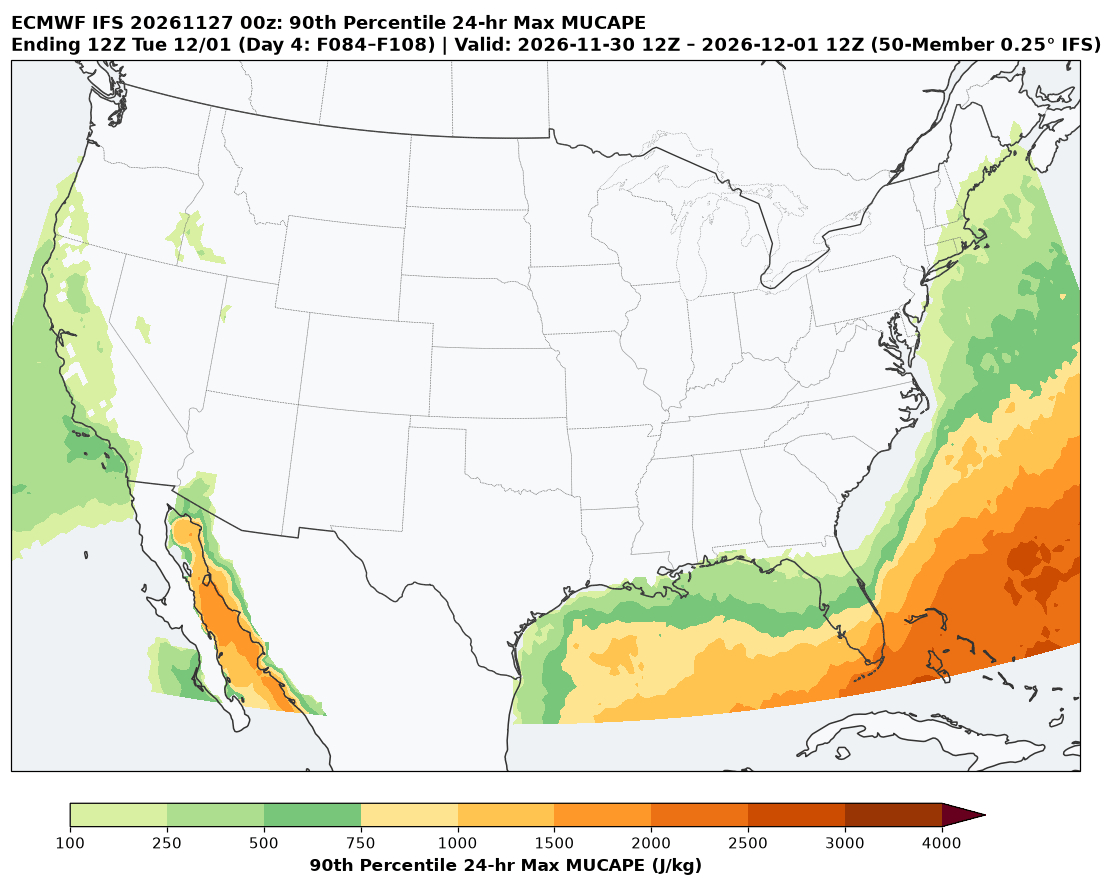 ECMWF IFS 20261127 00z: 90th Percentile 24-hr Max MUCAPE
Ending 12Z Tue 12/01 (Day 4: F084–F108) | Valid: 2026-11-30 12Z – 2026-12-01 12Z (50-Member 0.25° IFS)
100 250 500 750 1000 1500 2000 2500 3000 4000
90th Percentile 24-hr Max MUCAPE (J/kg)